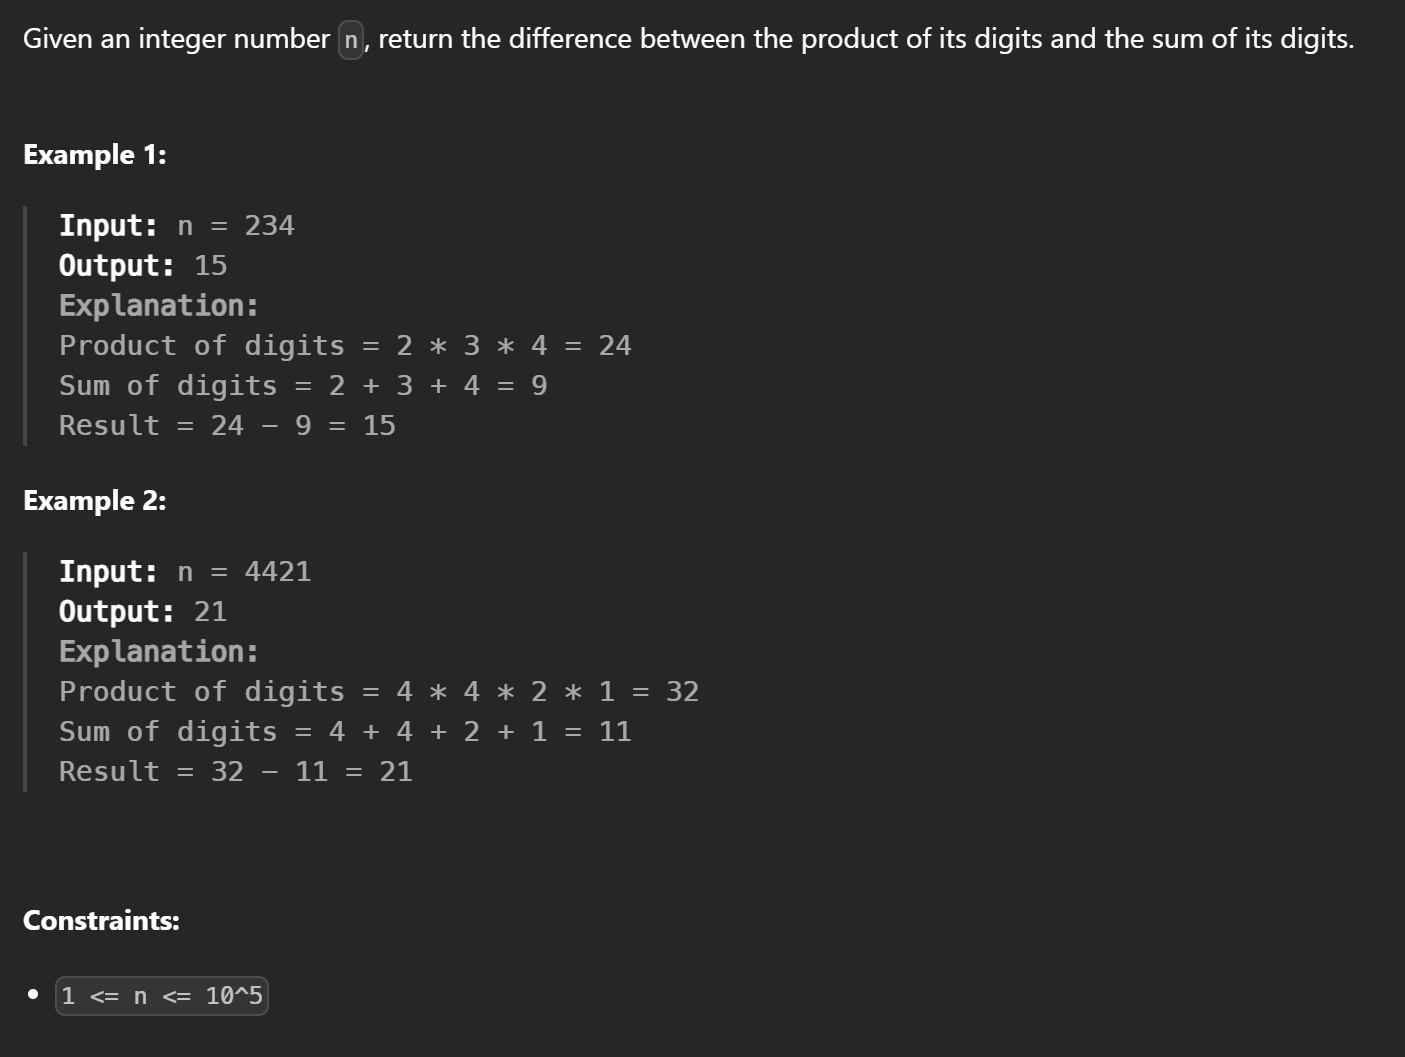 Given an integer number n, return the difference between the product of its digits and the sum of its digits.
Example 1:
Input: n = 234
Output: 15
Explanation:
Product of digits = 2 * 3 * 4 = 24
Sum of digits = 2 + 3 + 4 = 9
Result = 24 − 9 = 15
Example 2:
Input: n = 4421
Output: 21
Explanation:
Product of digits = 4 * 4 * 2 * 1 = 32
Sum of digits = 4 + 4 + 2 + 1 = 11
Result = 32 − 11 = 21
Constraints:
• 1 <= n <= 10^5